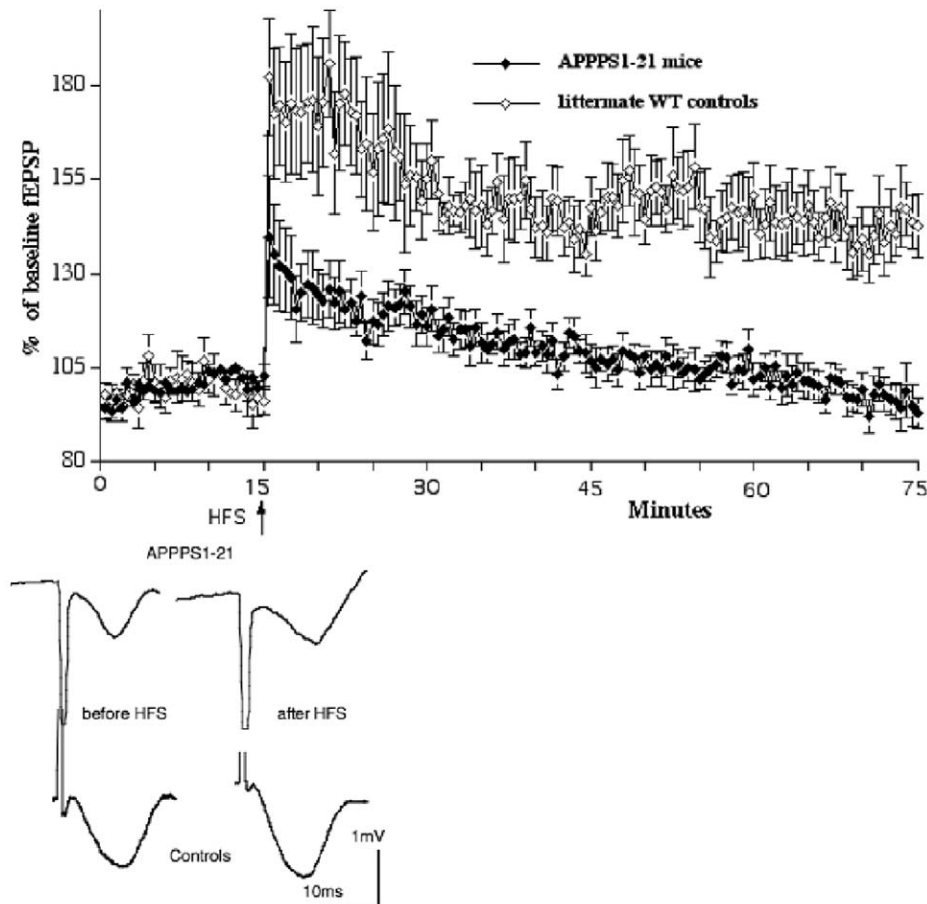 180
155
130
105
80
% of baseline fEPSP
APPPS1-21 mice
littermate WT controls
0
15
30
45
60
75
HFS
Minutes
APPPS1-21
before HFS
after HFS
Controls
1mV
10ms